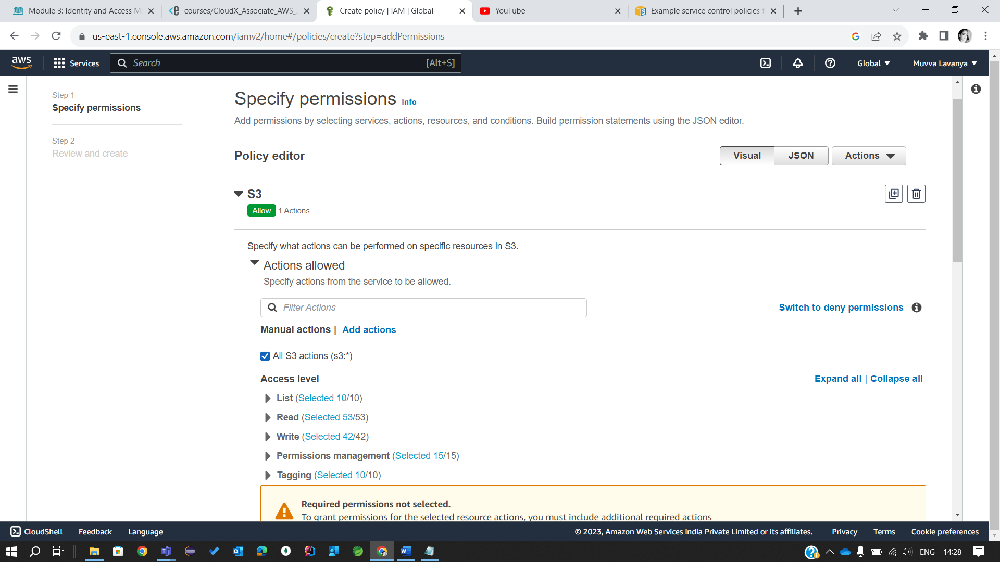 Module 3: Identity and Access Ma
courses/CloudX_Associate_AWS_
Create policy | IAM | Global
YouTube
Example service control policies f
us-east-1.console.aws.amazon.com/iamv2/home#/policies/create?step=addPermissions
aws
Services
Search
[Alt+S]
Global
Muvva Lavanya
Step 1
Specify permissions
Step 2
Review and create
Specify permissions Info
Add permissions by selecting services, actions, resources, and conditions. Build permission statements using the JSON editor.
Policy editor
Visual
JSON
Actions
S3
Allow 1 Actions
Specify what actions can be performed on specific resources in S3.
Actions allowed
Specify actions from the service to be allowed.
Filter Actions
Switch to deny permissions
Manual actions | Add actions
All S3 actions (s3:*)
Access level
Expand all | Collapse all
List (Selected 10/10)
Read (Selected 53/53)
Write (Selected 42/42)
Permissions management (Selected 15/15)
Tagging (Selected 10/10)
Required permissions not selected.
To grant permissions for the selected resource actions, you must include additional required actions
CloudShell
Feedback
Language
© 2023, Amazon Web Services India Private Limited or its affiliates.
Privacy
Terms
Cookie preferences
ENG
14:28